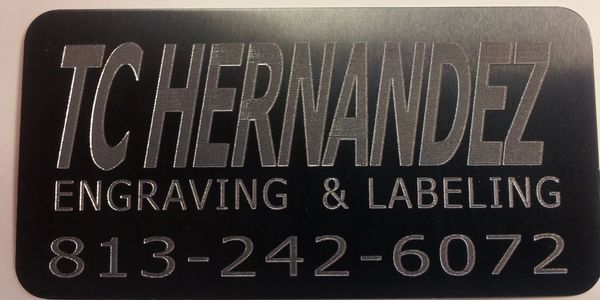 TC HERNANDEZ
ENGRAVING & LABELING
813-242-6072